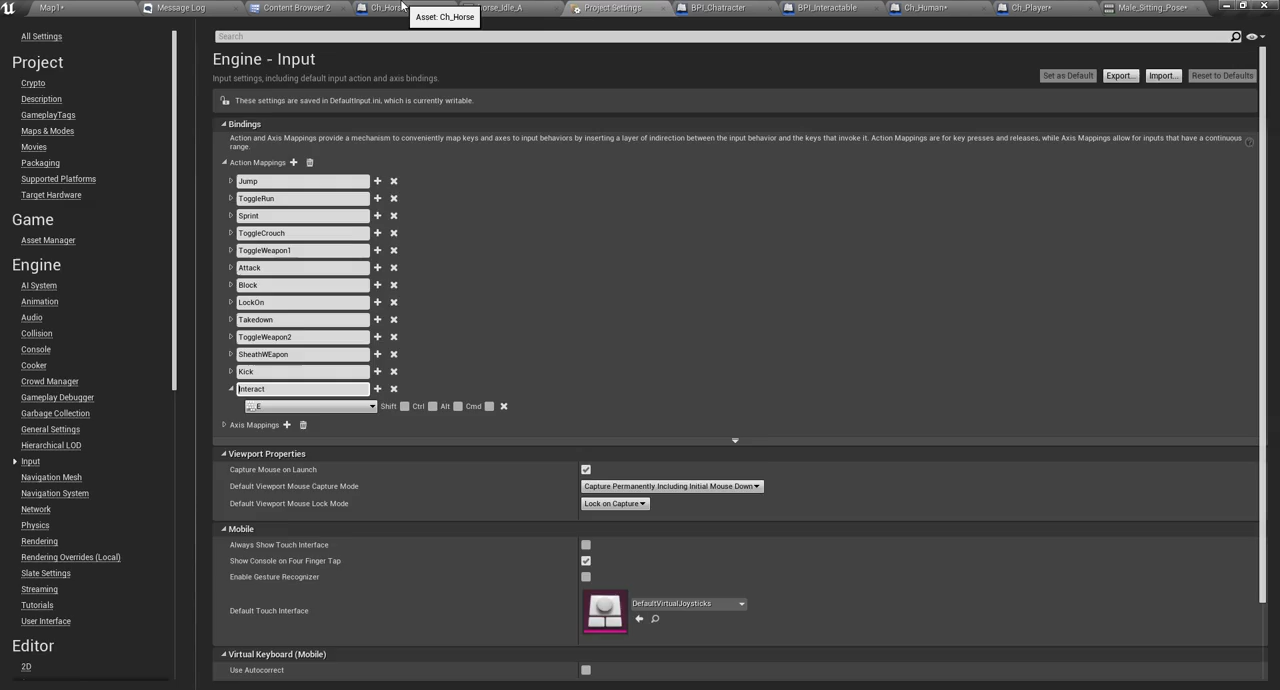 Map1*
Message Log
Content Browser 2
Ch_Horse
Horse_Idle_A
Project Settings
BPI_Chatracter
BPI_Interactable
Ch_Human*
Ch_Player*
Male_Sitting_Pose*
Asset: Ch_Horse
All Settings
Project
Crypto
Description
GameplayTags
Maps & Modes
Movies
Packaging
Supported Platforms
Target Hardware
Game
Asset Manager
Engine
AI System
Animation
Audio
Collision
Console
Cooker
Crowd Manager
Gameplay Debugger
Garbage Collection
General Settings
Hierarchical LOD
Input
Navigation Mesh
Navigation System
Network
Physics
Rendering
Rendering Overrides (Local)
Slate Settings
Streaming
Tutorials
User Interface
Editor
2D
Search
Engine - Input
Input settings, including default input action and axis bindings.
Set as Default
Export...
Import...
Reset to Defaults
These settings are saved in DefaultInput.ini, which is currently writable.
Bindings
Action and Axis Mappings provide a mechanism to conveniently map keys and axes to input behaviors by inserting a layer of indirection between the input behavior and the keys that invoke it. Action Mappings are for key presses and releases, while Axis Mappings allow for inputs that have a continuous
range.
Action Mappings
Jump
ToggleRun
Sprint
ToggleCrouch
ToggleWeapon1
Attack
Block
LockOn
Takedown
ToggleWeapon2
SheathWEapon
Kick
Interact
E
Shift
Ctrl
Alt
Cmd
Axis Mappings
Viewport Properties
Capture Mouse on Launch
Default Viewport Mouse Capture Mode
Capture Permanently Including Initial Mouse Down
Default Viewport Mouse Lock Mode
Lock on Capture
Mobile
Always Show Touch Interface
Show Console on Four Finger Tap
Enable Gesture Recognizer
Default Touch Interface
DefaultVirtualJoysticks
Virtual Keyboard (Mobile)
Use Autocorrect